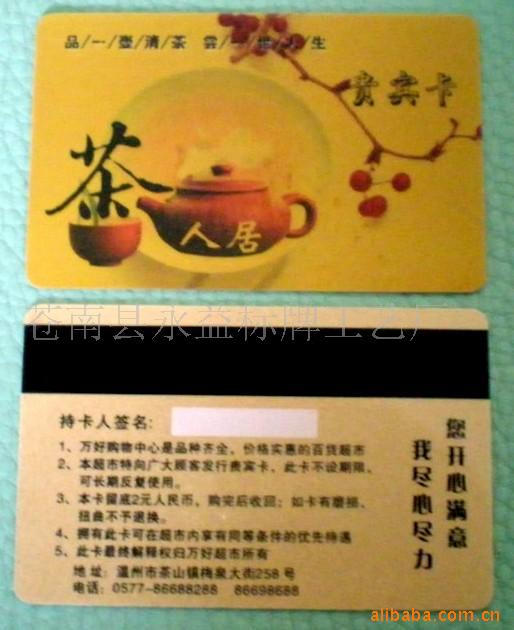 品/一/壶/清/茶 尝/一/世/人/生
贵宾卡
茶
人居
苍南县永益标牌工艺厂
持卡人签名:
1、万好购物中心是品种齐全,价格实惠的百货超市
2、本超市特向广大顾客发行贵宾卡,此卡不设期限,
可长期反复使用。
3、本卡押底2元人民币,购完后收回;如卡有磨损、
扭曲不予退换。
4、拥有此卡可在超市内享有同等条件的优先待遇
5、此卡最终解释权归万好超市所有
地址:温州市茶山镇梅泉大街258号
电话:0577-86688288 86698688
您开心满意
我尽心尽力
alibaba.com.cn